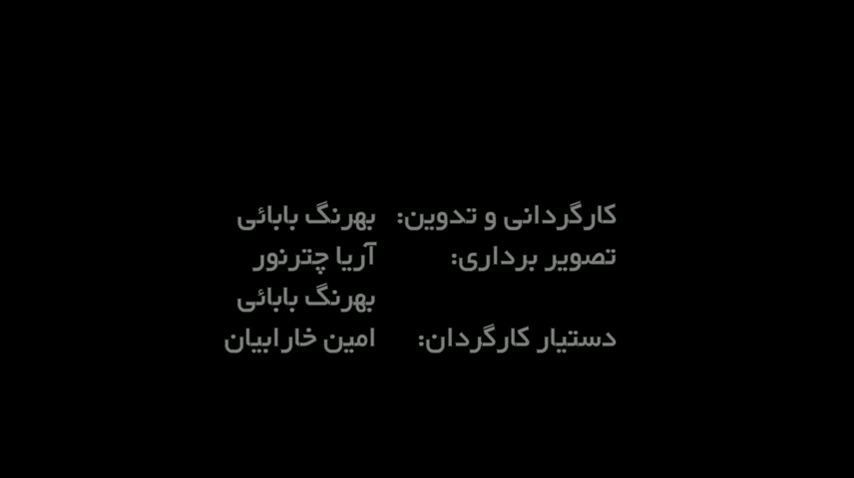 کارگردانی و تدوین: بهرنگ بابائی
تصویر برداری: آریا چترنور
بهرنگ بابائی
دستیار کارگردان: امین خارابیان